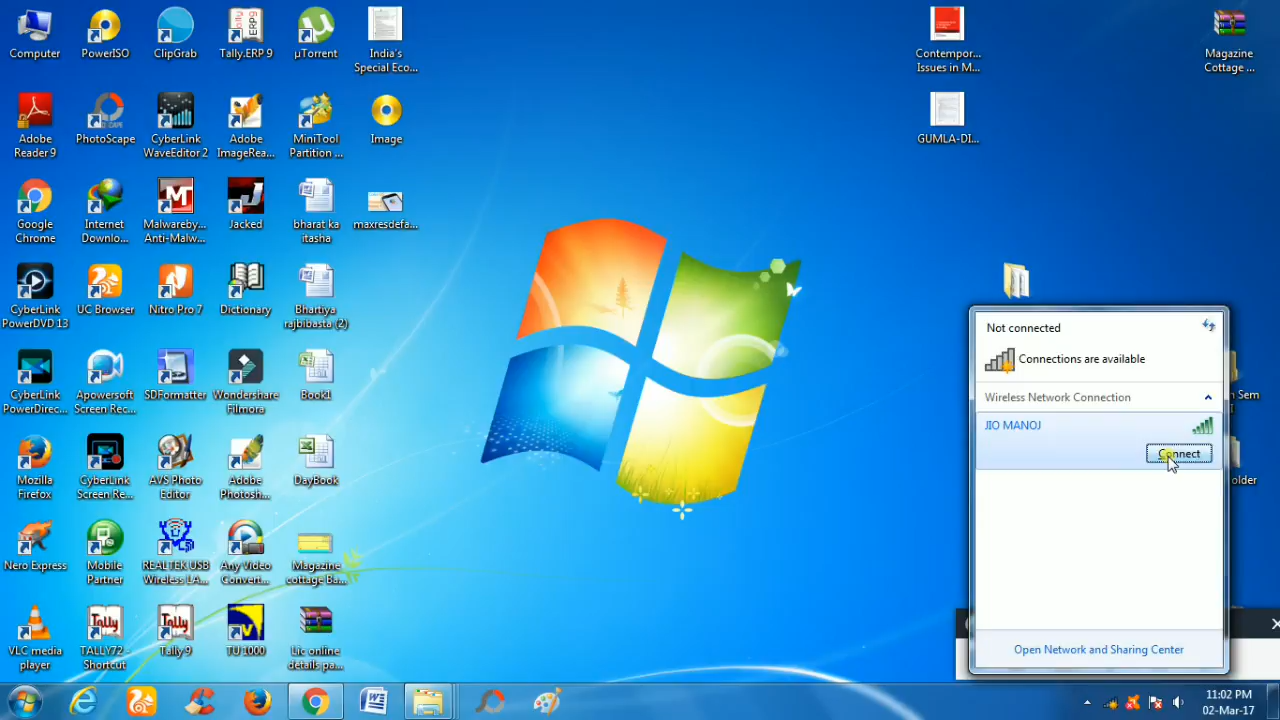 Computer
PowerISO
ClipGrab
Tally.ERP 9
µTorrent
India's
Special Eco...
Contempor...
Issues in M...
Magazine
Cottage ...
Adobe
Reader 9
PhotoScape
CyberLink
WaveEditor 2
Adobe
ImageRea...
MiniTool
Partition ...
Image
GUMLA-DI...
Google
Chrome
Internet
Downlo...
Malwareby...
Anti-Malw...
Jacked
bharat ka
itasha
maxresdefa...
CyberLink
PowerDVD 13
UC Browser
Nitro Pro 7
Dictionary
Bhartiya
rajbibasta (2)
CyberLink
PowerDirec...
Apowersoft
Screen Rec...
SDFormatter
Wondershare
Filmora
Book1
Mozilla
Firefox
CyberLink
Screen Re...
AVS Photo
Editor
Adobe
Photosh...
DayBook
Nero Express
Mobile
Partner
REALTEK USB
Wireless LA...
Any Video
Convert...
Magazine
cottage Ba...
VLC media
player
TALLY72 -
Shortcut
Tally 9
TU 1000
Lic online
details pa...
Not connected
Connections are available
Wireless Network Connection
JIO MANOJ
Connect
Open Network and Sharing Center
Sem
older
11:02 PM
02-Mar-17